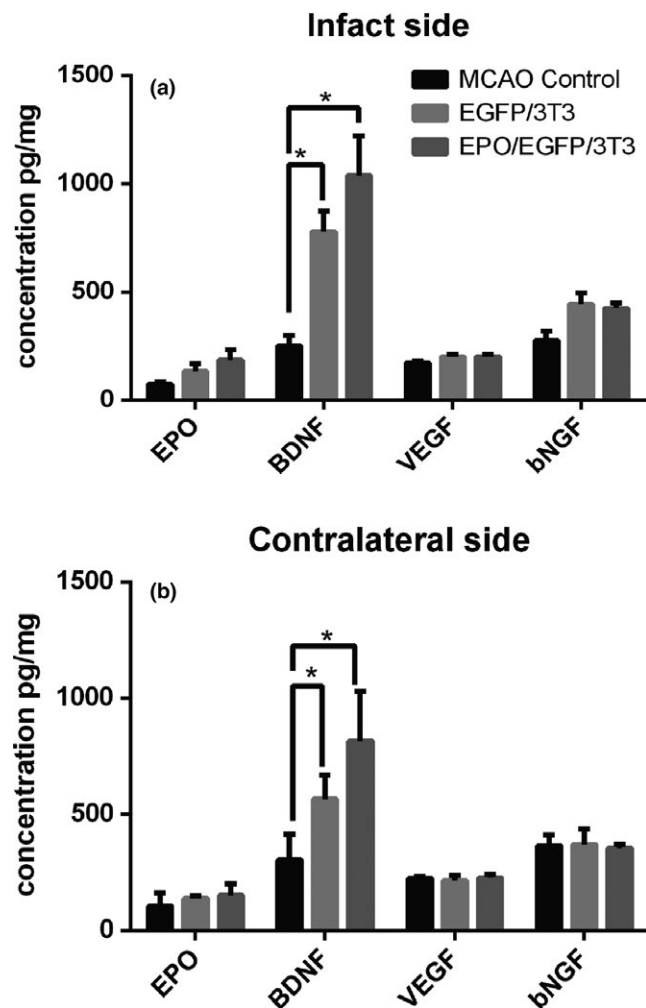 Infact side
(a)
MCAO Control
EGFP/3T3
EPO/EGFP/3T3
concentration pg/mg
1500
1000
500
0
*
*
EPO
BDNF
VEGF
bNGF
Contralateral side
(b)
concentration pg/mg
1500
1000
500
0
*
*
EPO
BDNF
VEGF
bNGF